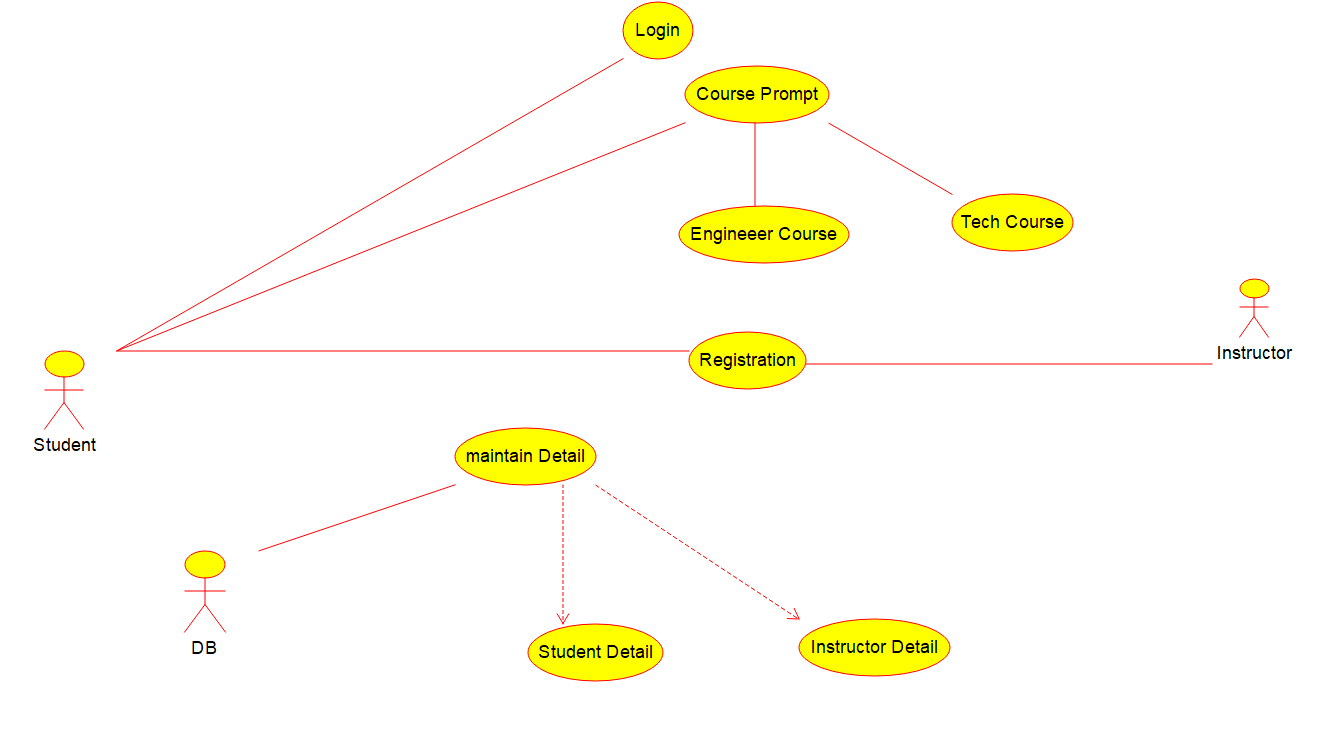 Login
Course Prompt
Engineeer Course
Tech Course
Registration
Instructor
Student
maintain Detail
DB
Student Detail
Instructor Detail